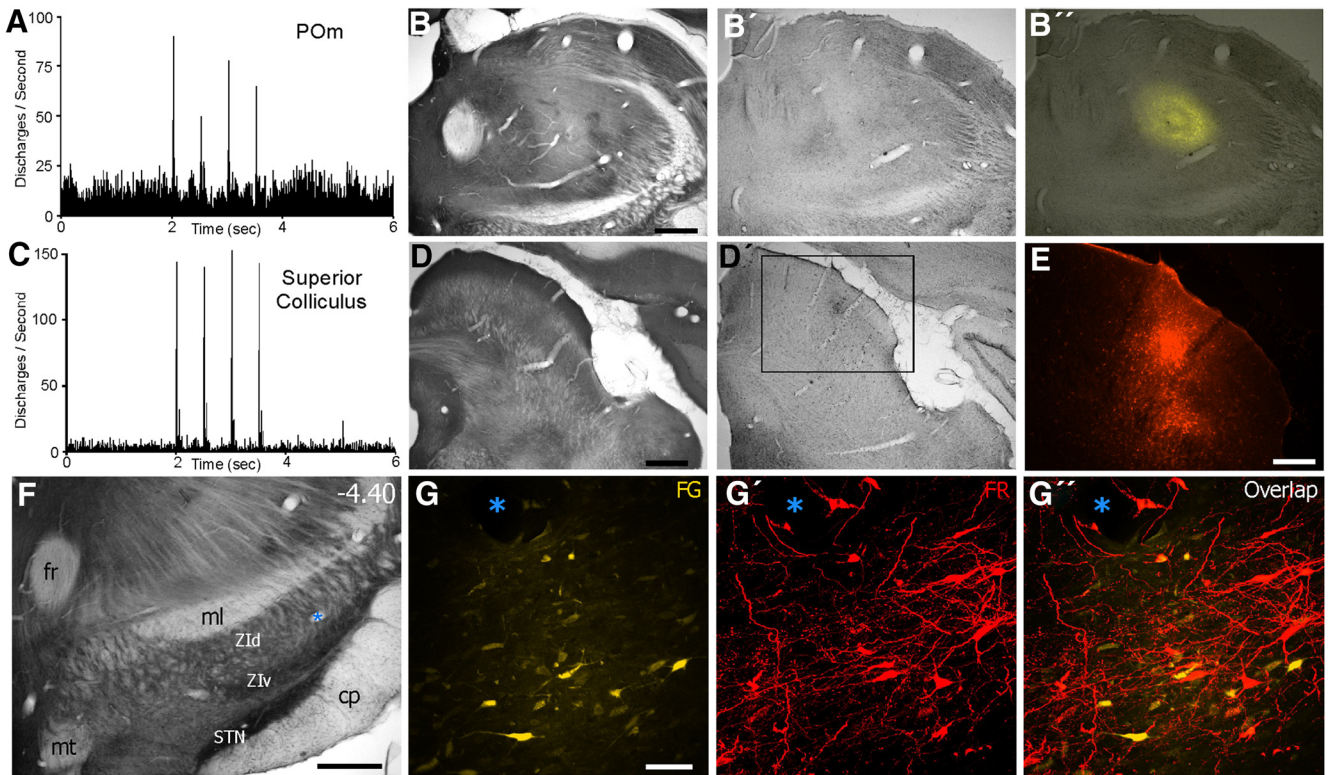 A
POm
Discharges / Second
100
75
50
25
0
0
2
4
6
Time (sec)
B
B´
B´´
C
Superior
Colliculus
Discharges / Second
150
100
50
0
0
2
4
6
Time (sec)
D
D´
E
F
-4.40
fr
ml
*
ZId
ZIv
cp
STN
mt
G
*
FG
G´
*
FR
G´´
*
Overlap